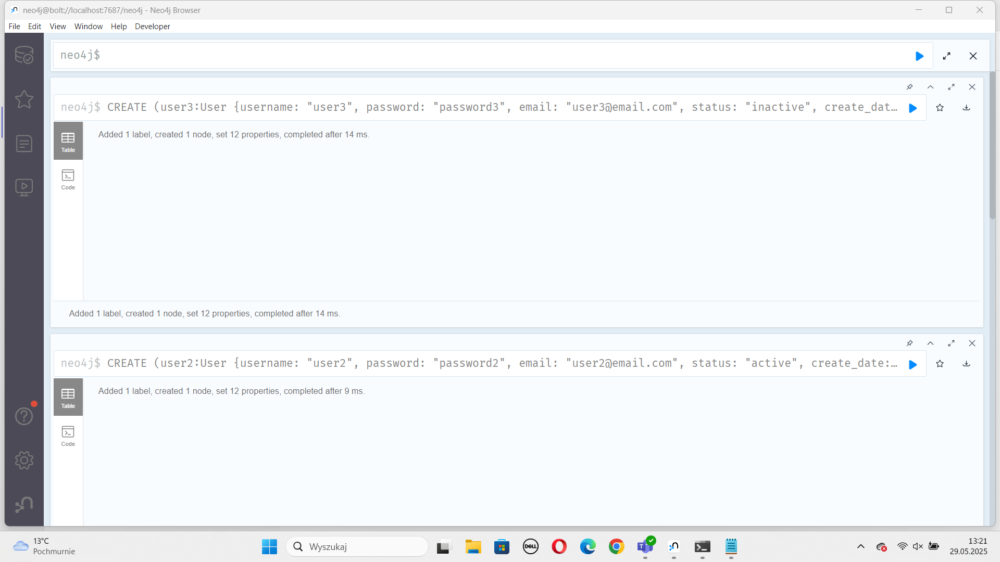 neo4j@bolt://localhost:7687/neo4j - Neo4j Browser
File Edit View Window Help Developer
neo4j$
neo4j$ CREATE (user3:User {username: "user3", password: "password3", email: "user3@email.com", status: "inactive", create_dat…
Table
Added 1 label, created 1 node, set 12 properties, completed after 14 ms.
Code
Added 1 label, created 1 node, set 12 properties, completed after 14 ms.
neo4j$ CREATE (user2:User {username: "user2", password: "password2", email: "user2@email.com", status: "active", create_date:…
Table
Added 1 label, created 1 node, set 12 properties, completed after 9 ms.
Code
13°C
Pochmurnie
Wyszukaj
DELL
13:21
29.05.2025